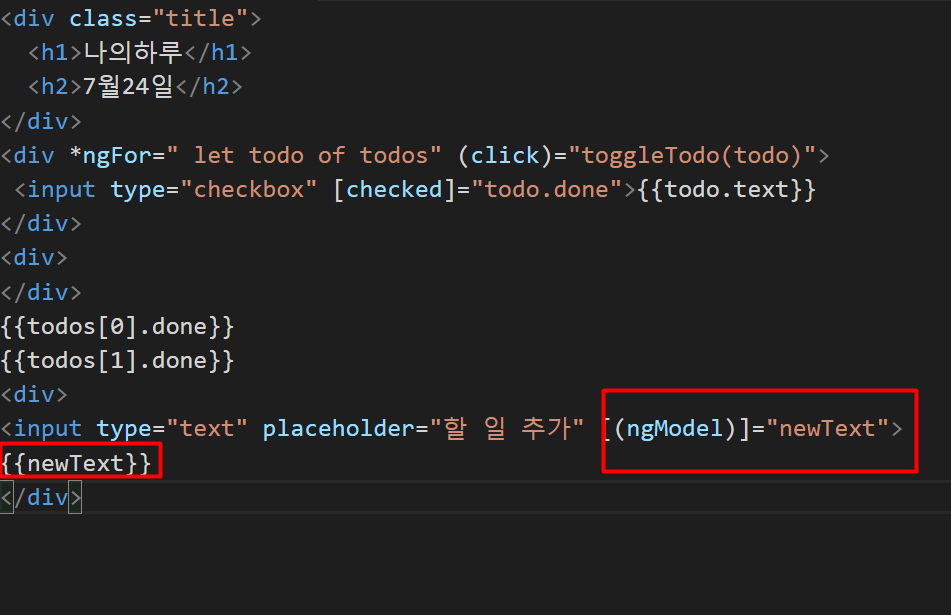 <div class="title">
<h1>나의하루</h1>
<h2>7월24일</h2>
</div>
<div *ngFor=" let todo of todos" (click)="toggleTodo(todo)">
<input type="checkbox" [checked]="todo.done">{{todo.text}}
</div>
<div>
</div>
{{todos[0].done}}
{{todos[1].done}}
<div>
<input type="text" placeholder="할 일 추가" [(ngModel)]="newText">
{{newText}}
</div>